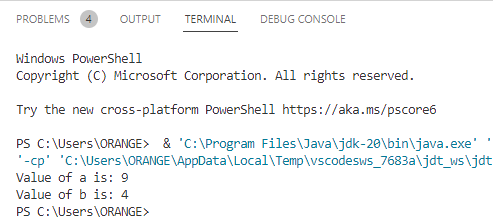 PROBLEMS 4 OUTPUT TERMINAL DEBUG CONSOLE
Windows PowerShell
Copyright (C) Microsoft Corporation. All rights reserved.
Try the new cross-platform PowerShell https://aka.ms/pscore6
PS C:\Users\ORANGE>  & 'C:\Program Files\Java\jdk-20\bin\java.exe' '
'-cp' 'C:\Users\ORANGE\AppData\Local\Temp\vscodesws_7683a\jdt_ws\jdt
Value of a is: 9
Value of b is: 4
PS C:\Users\ORANGE>